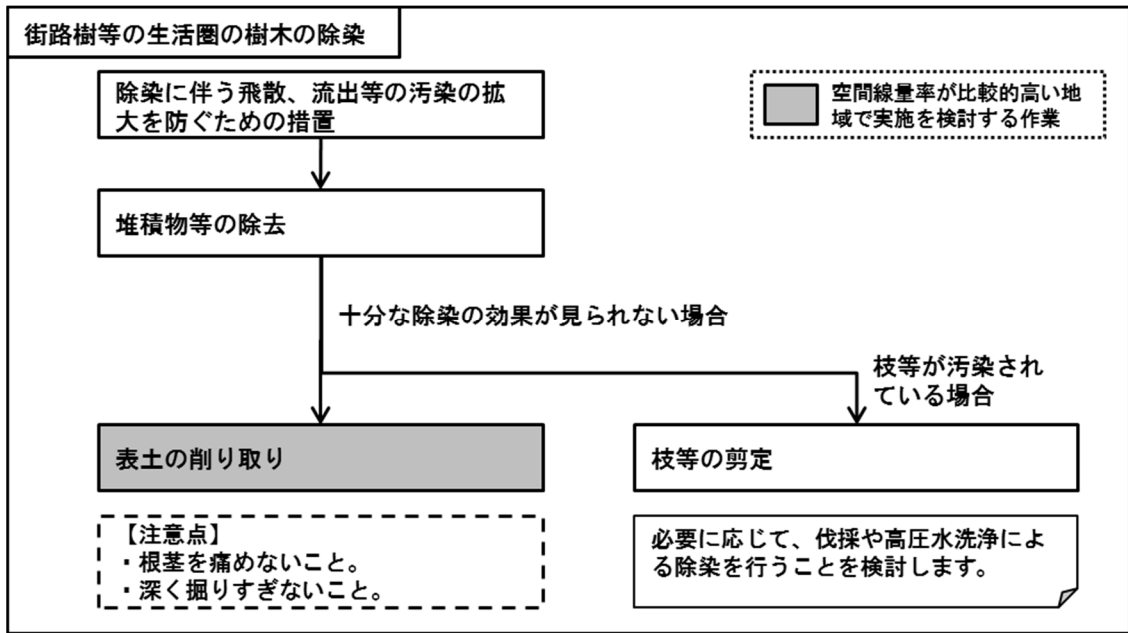 街路樹等の生活圏の樹木の除染
除染に伴う飛散、流出等の汚染の拡
大を防ぐための措置
空間線量率が比較的高い地
域で実施を検討する作業
堆積物等の除去
十分な除染の効果が見られない場合
枝等が汚染され
ている場合
表土の削り取り
枝等の剪定
【注意点】
・根茎を痛めないこと。
・深く掘りすぎないこと。
必要に応じて、伐採や高圧水洗浄によ
る除染を行うことを検討します。